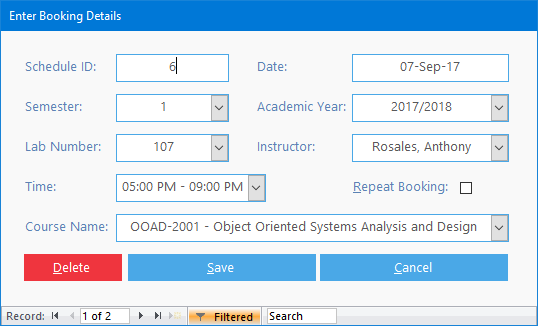 Enter Booking Details
Schedule ID: 6 Date: 07-Sep-17
Semester: 1 Academic Year: 2017/2018
Lab Number: 107 Instructor: Rosales, Anthony
Time: 05:00 PM - 09:00 PM Repeat Booking:
Course Name: OOAD-2001 - Object Oriented Systems Analysis and Design
Delete Save Cancel
Record: 1 of 2 Filtered Search